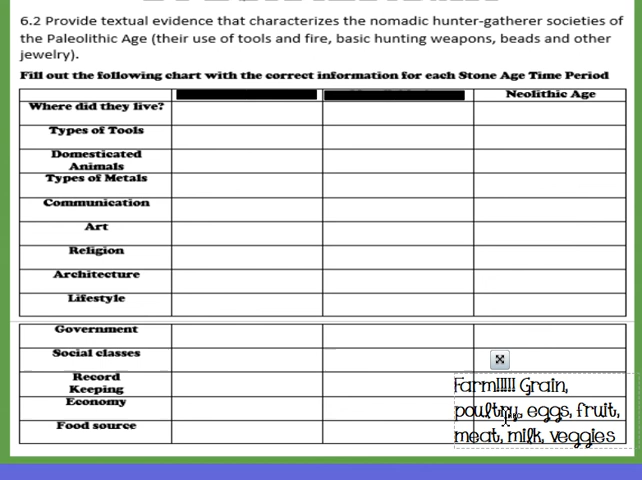 6.2 Provide textual evidence that characterizes the nomadic hunter-gatherer societies of
the Paleolithic Age (their use of tools and fire, basic hunting weapons, beads and other
jewelry).
Fill out the following chart with the correct information for each Stone Age Time Period
Neolithic Age
Where did they live?
Types of Tools
Domesticated
Animals
Types of Metals
Communication
Art
Religion
Architecture
Lifestyle
Government
Social classes
Record
Keeping
Economy
Food source
Farm!!!!! Grain,
poultry, eggs, fruit,
meat, milk, veggies